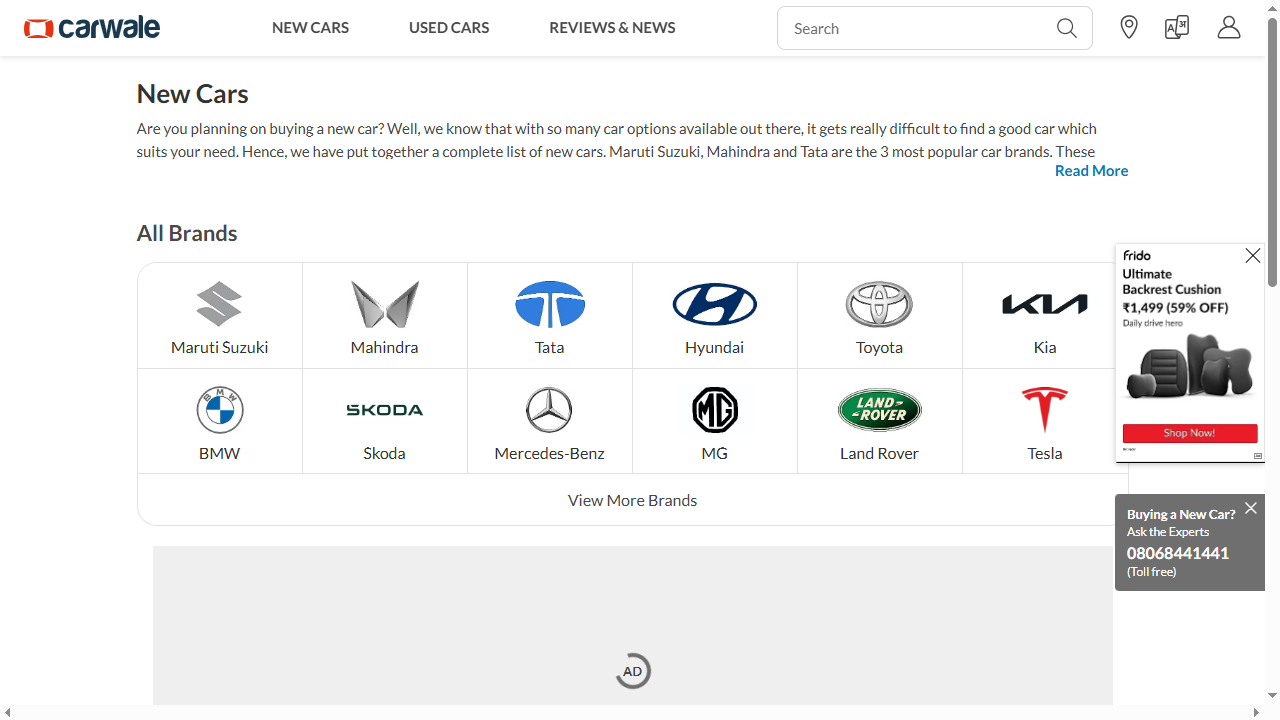 carwale
NEW CARS
USED CARS
REVIEWS & NEWS
Search
New Cars
Are you planning on buying a new car? Well, we know that with so many car options available out there, it gets really difficult to find a good car which
suits your need. Hence, we have put together a complete list of new cars. Maruti Suzuki, Mahindra and Tata are the 3 most popular car brands. These
Read More
All Brands
Maruti Suzuki
Mahindra
Tata
Hyundai
Toyota
Kia
BMW
Skoda
Mercedes-Benz
MG
Land Rover
Tesla
View More Brands
AD
frido
Ultimate
Backrest Cushion
₹1,499 (59% OFF)
Daily drive hero
Shop Now!
Buying a New Car?
Ask the Experts
08068441441
(Toll free)